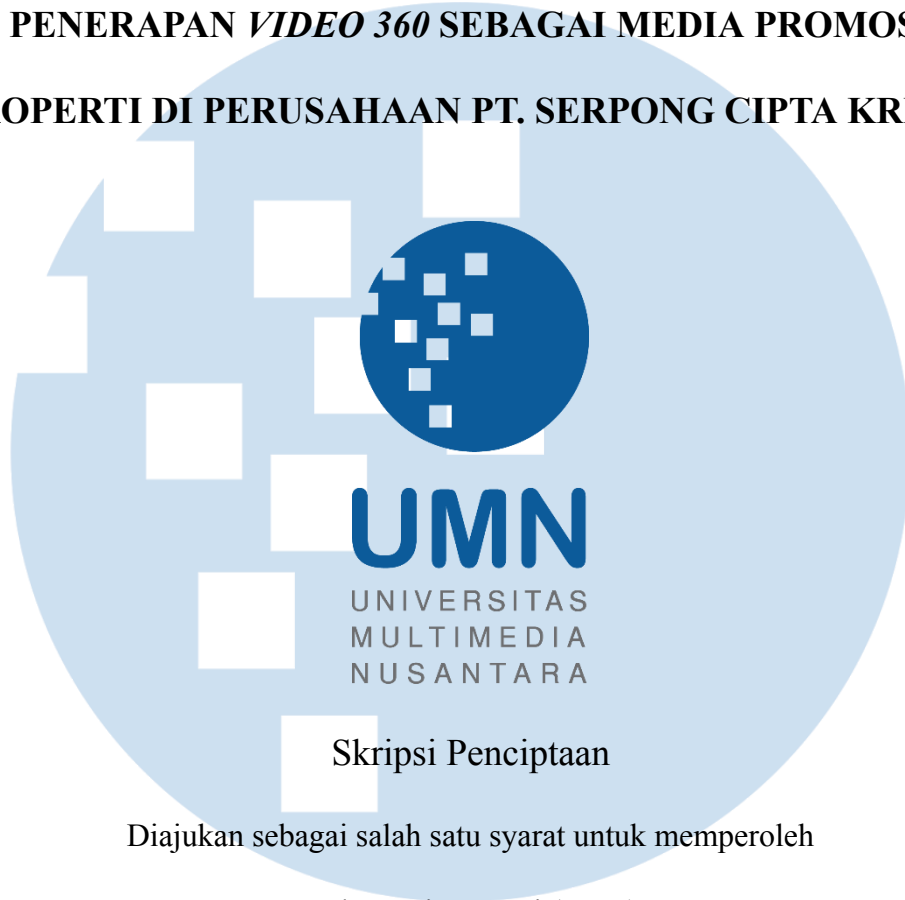 PENERAPAN VIDEO 360 SEBAGAI MEDIA PROMOS
OPERTI DI PERUSAHAAN PT. SERPONG CIPTA KR
UMN
UNIVERSITAS
MULTIMEDIA
NUSANTARA
Skripsi Penciptaan
Diajukan sebagai salah satu syarat untuk memperoleh